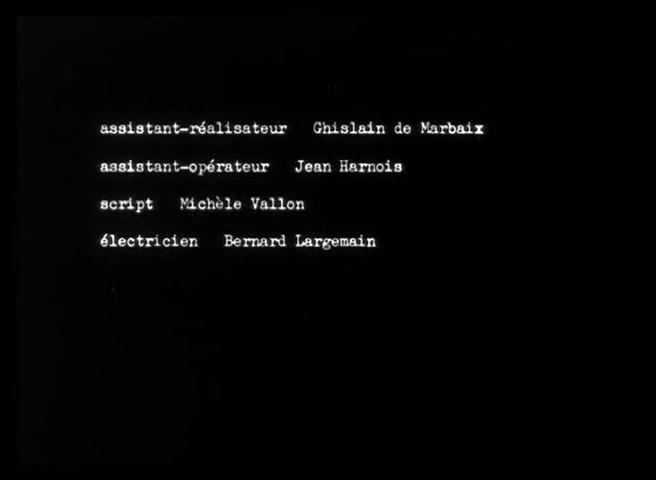 assistant-réalisateur Ghislain de Marbaix
assistant-opérateur Jean Harnois
script Michèle Vallon
électricien Bernard Largemain